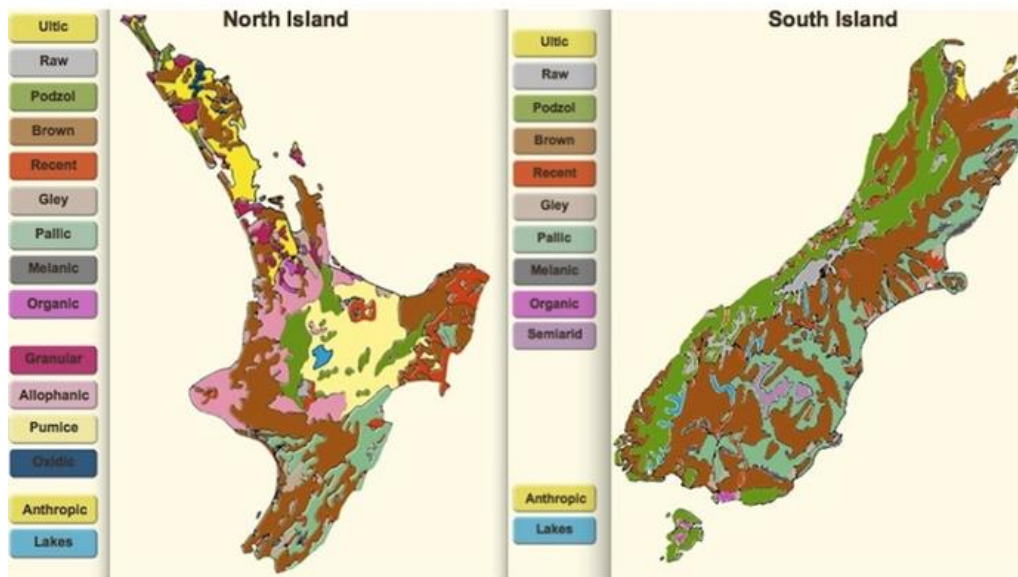 North Island
Ultic
Raw
Podzol
Brown
Recent
Gley
Pallic
Melanic
Organic
Granular
Allophanic
Pumice
Oxidic
Anthropic
Lakes
South Island
Ultic
Raw
Podzol
Brown
Recent
Gley
Pallic
Melanic
Organic
Semiarid
Anthropic
Lakes